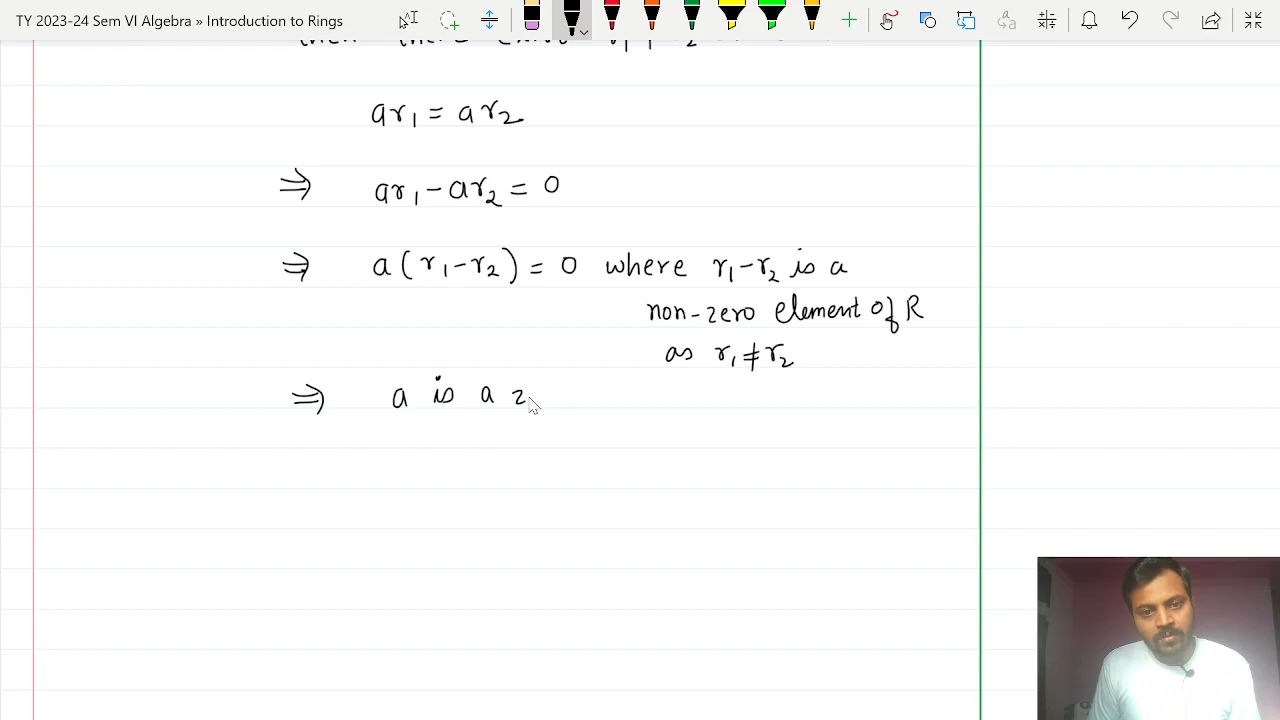 TY 2023-24 Sem VI Algebra » Introduction to Rings
ar₁ = ar₂
⇒ ar₁ - ar₂ = 0
⇒ a(r₁-r₂) = 0 where r₁-r₂ is a
non-zero element of R
as r₁ ≠ r₂
⇒ a is a z